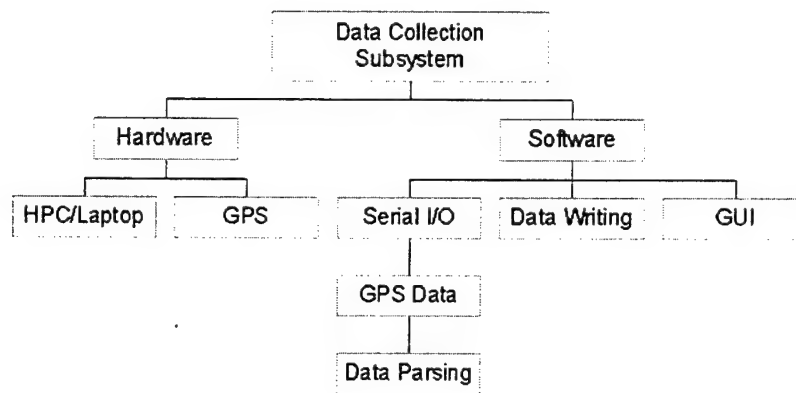 Data Collection
Subsystem
Hardware
Software
HPC/Laptop
GPS
Serial I/O
Data Writing
GUI
GPS Data
Data Parsing